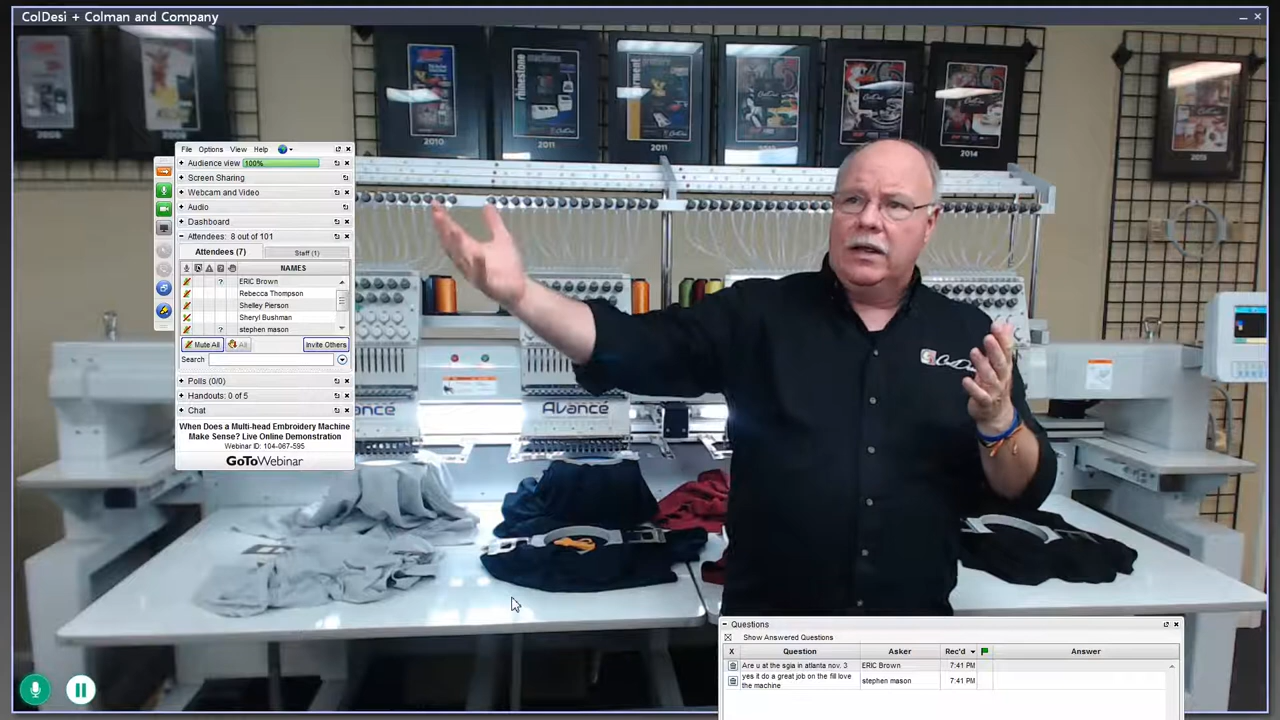 ColDesi + Colman and Company
2010
2011
2011
2014
rhinestone machines
File Options View Help
Audience view 100%
Screen Sharing
Webcam and Video
Audio
Dashboard
Attendees: 8 out of 101
Attendees (7) Staff (1)
NAMES
? ERIC Brown
Rebecca Thompson
Shelley Pierson
Sheryl Bushman
? stephen mason
Mute All All Invite Others
Search
Polls (0/0)
Handouts: 0 of 5
Chat
When Does a Multi-head Embroidery Machine
Make Sense? Live Online Demonstration
Webinar ID: 104-067-595
GoToWebinar
Avancé
Questions
Show Answered Questions
X Question Asker Rec'd Answer
Are u at the sgia in atlanta nov. 3 ERIC Brown 7:41 PM
yes it do a great job on the fill love stephen mason 7:41 PM
the machine